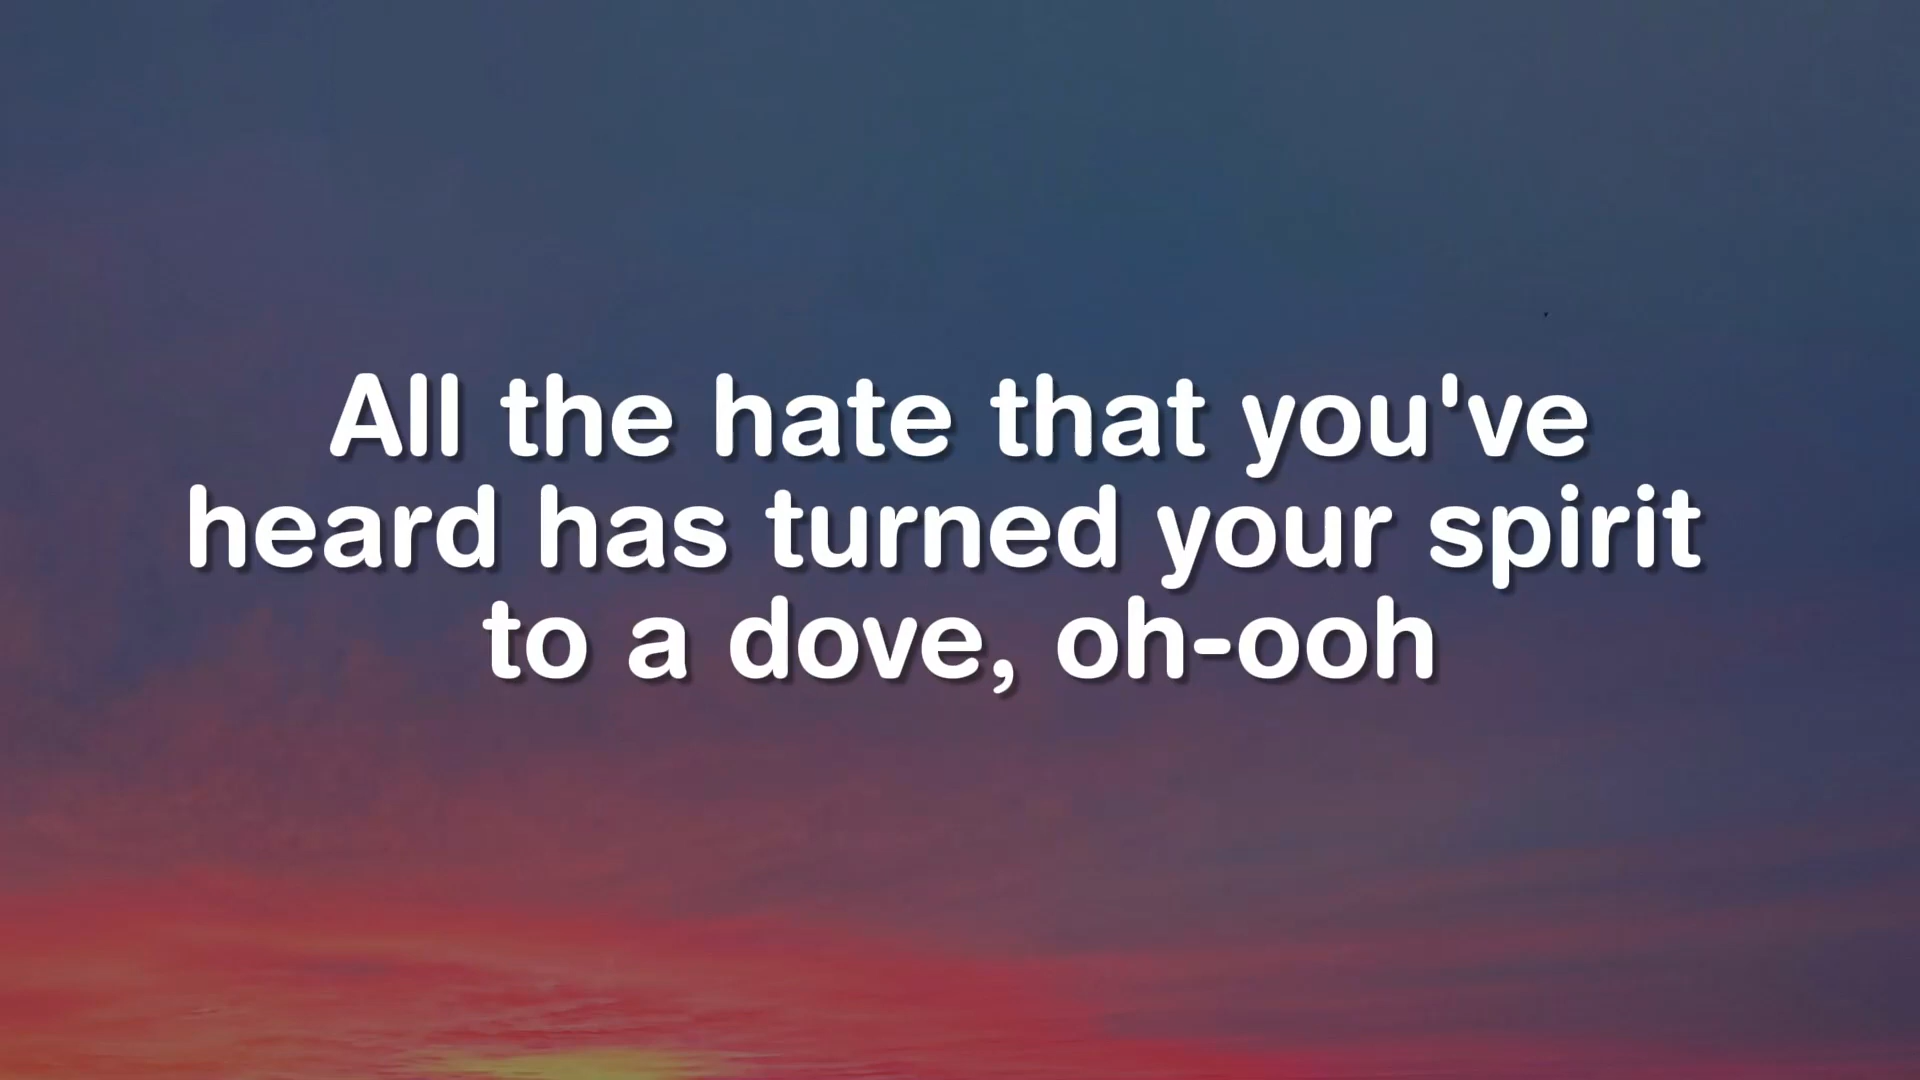 All the hate that you've
heard has turned your spirit
to a dove, oh-ooh